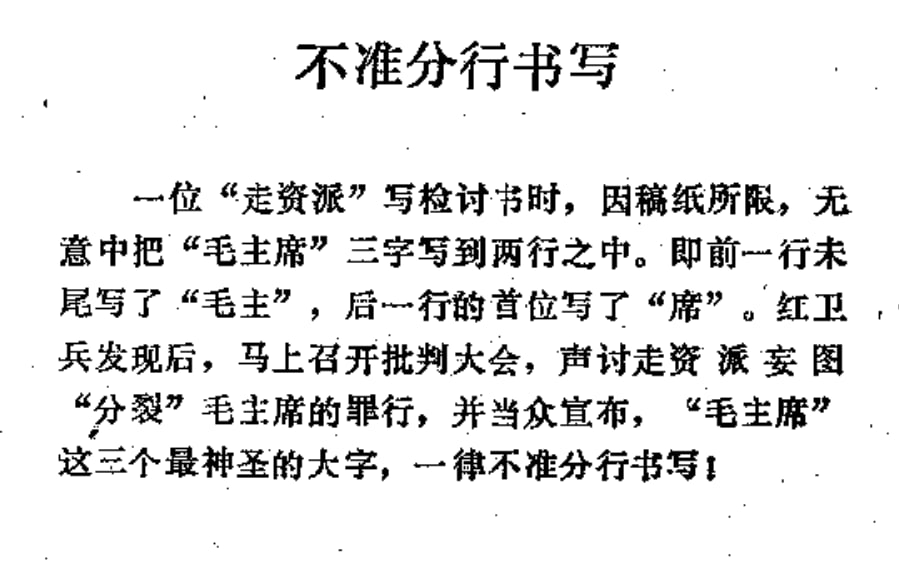 不准分行书写
一位“走资派”写检讨书时，因稿纸所限，无
意中把“毛主席”三字写到两行之中。即前一行末
尾写了“毛主”，后一行的首位写了“席”。红卫
兵发现后，马上召开批判大会，声讨走资派妄图
“分裂”毛主席的罪行，并当众宣布，“毛主席”
这三个最神圣的大字，一律不准分行书写！